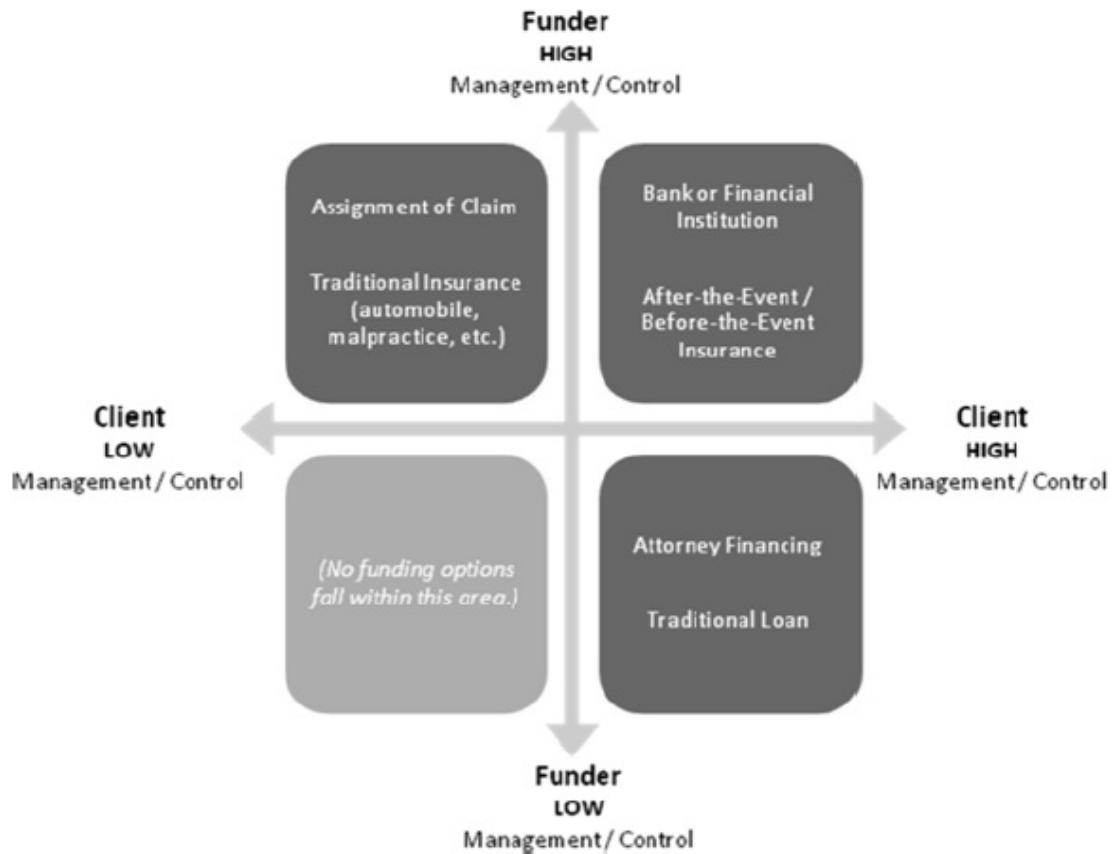 Funder
HIGH
Management / Control
Assignment of Claim
Traditional Insurance
(automobile,
malpractice, etc.)
Bank or Financial
Institution
After-the-Event /
Before-the-Event
Insurance
Client
LOW
Management / Control
Client
HIGH
Management / Control
(No funding options
fall within this area.)
Attorney Financing
Traditional Loan
Funder
LOW
Management / Control